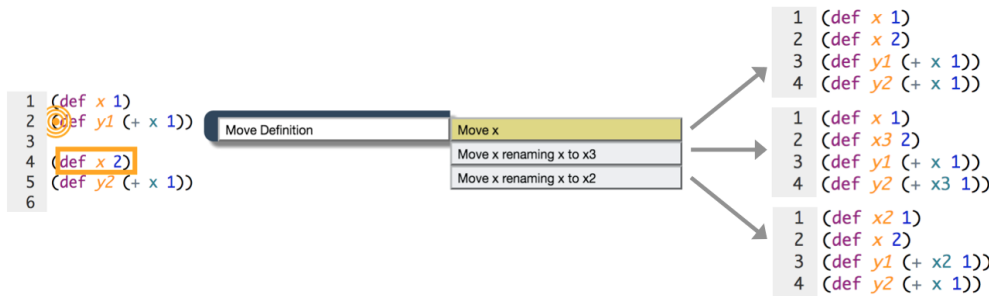 1 (def x 1)
2 (def y1 (+ x 1))
3
4 (def x 2)
5 (def y2 (+ x 1))
6
Move Definition
Move x
Move x renaming x to x3
Move x renaming x to x2
1 (def x 1)
2 (def x 2)
3 (def y1 (+ x 1))
4 (def y2 (+ x 1))
1 (def x 1)
2 (def x3 2)
3 (def y1 (+ x 1))
4 (def y2 (+ x3 1))
1 (def x2 1)
2 (def x 2)
3 (def y1 (+ x2 1))
4 (def y2 (+ x 1))